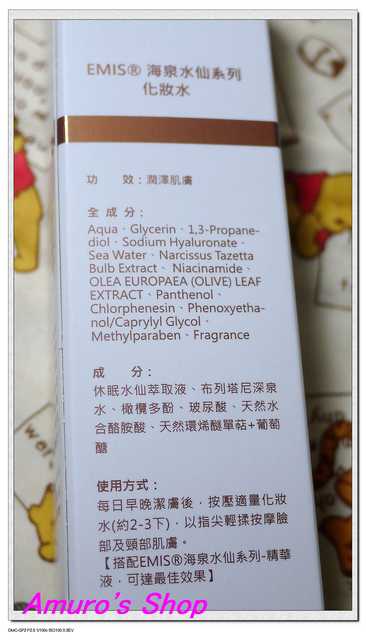 EMIS® 海泉水仙系列
化妝水
功 效：潤澤肌膚
全 成 分：
Aqua、Glycerin、1,3-Propane-
diol、Sodium Hyaluronate、
Sea Water、Narcissus Tazetta
Bulb Extract、Niacinamide、
OLEA EUROPAEA (OLIVE) LEAF
EXTRACT、Panthenol、
Chlorphenesin、Phenoxyetha-
nol/Caprylyl Glycol、
Methylparaben、Fragrance
成 分：
休眠水仙萃取液、布列塔尼深泉
水、橄欖多酚、玻尿酸、天然水
合酪胺酸、天然環烯醚單萜+葡萄
醣
使用方式：
每日早晚潔膚後，按壓適量化妝
水(約2-3下)，以指尖輕揉按摩臉
部及頸部肌膚。
【搭配EMIS®海泉水仙系列-精華
液，可達最佳效果】
Amuro's Shop